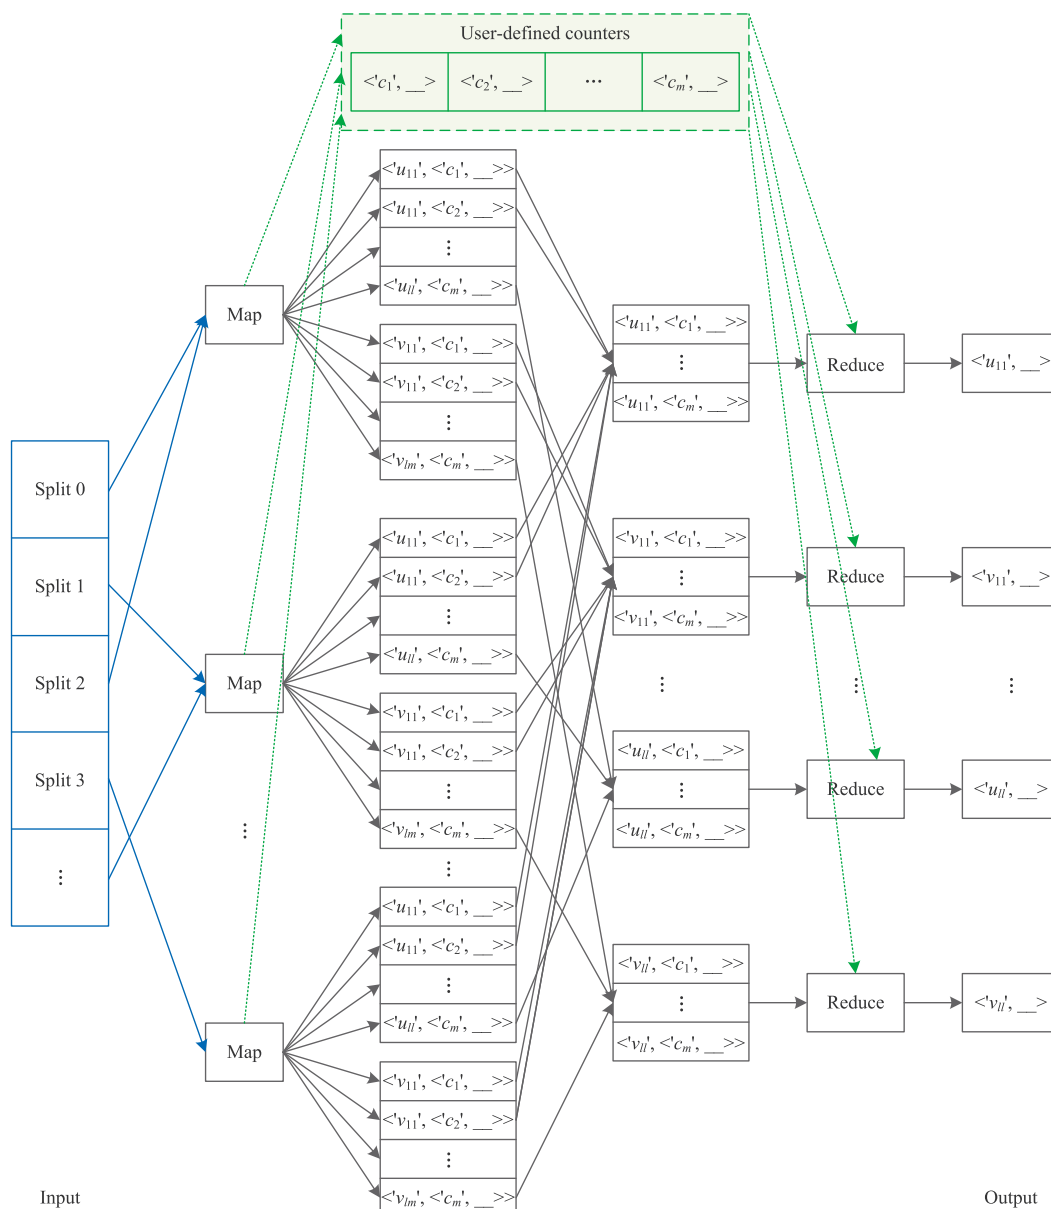 User-defined counters
<'c₁', __> <'c₂', __> ··· <'cₘ', __>
<'u₁₁', <'c₁', __>>
<'u₁₁', <'c₂', __>>
⋮
<'uₗₗ', <'cₘ', __>>
<'v₁₁', <'c₁', __>>
<'v₁₁', <'c₂', __>>
⋮
<'vₗₘ', <'cₘ', __>>
Map
<'u₁₁', <'c₁', __>>
⋮
<'u₁₁', <'cₘ', __>>
Reduce
<'u₁₁', __>
Split 0
Split 1
Split 2
Split 3
⋮
<'u₁₁', <'c₁', __>>
<'u₁₁', <'c₂', __>>
⋮
<'uₗₗ', <'cₘ', __>>
Map
<'v₁₁', <'c₁', __>>
<'v₁₁', <'c₂', __>>
⋮
<'vₗₘ', <'cₘ', __>>
<'v₁₁', <'c₁', __>>
⋮
<'v₁₁', <'cₘ', __>>
Reduce
<'v₁₁', __>
⋮ ⋮ ⋮
<'uₗₗ', <'c₁', __>>
⋮
<'uₗₗ', <'cₘ', __>>
Reduce
<'uₗₗ', __>
⋮ ⋮
<'u₁₁', <'c₁', __>>
<'u₁₁', <'c₂', __>>
⋮
<'uₗₗ', <'cₘ', __>>
Map
<'v₁₁', <'c₁', __>>
<'v₁₁', <'c₂', __>>
⋮
<'vₗₘ', <'cₘ', __>>
<'vₗₗ', <'c₁', __>>
⋮
<'vₗₗ', <'cₘ', __>>
Reduce
<'vₗₗ', __>
Input
Output